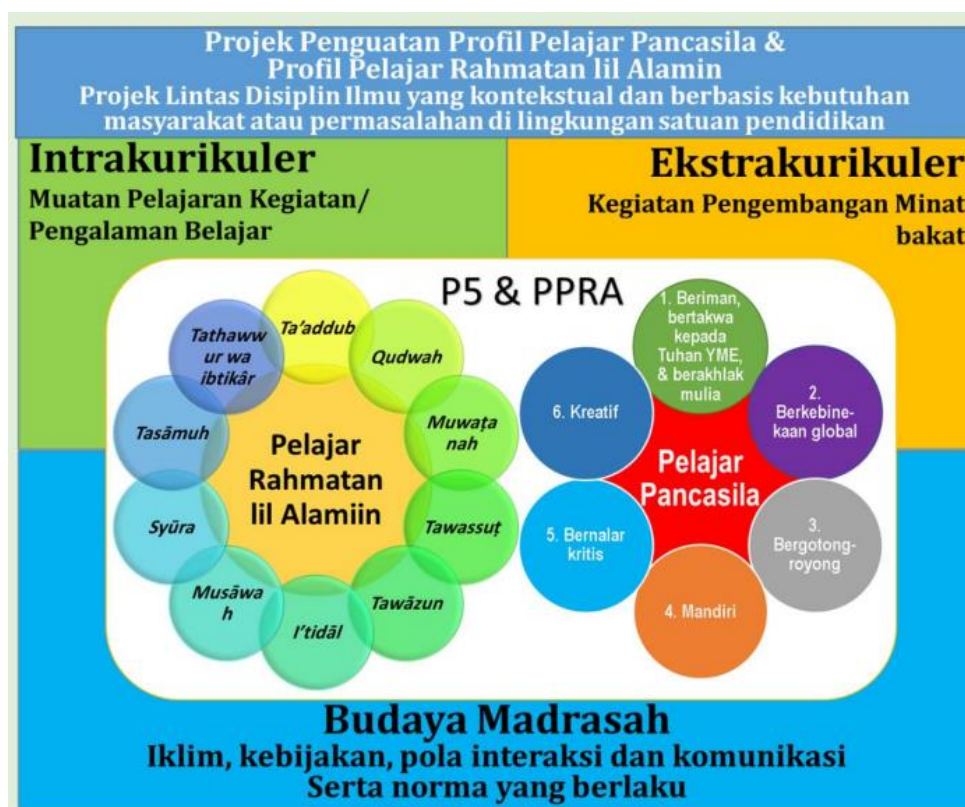 Projek Penguatan Profil Pelajar Pancasila &
Profil Pelajar Rahmatan lil Alamin
Projek Lintas Disiplin Ilmu yang kontekstual dan berbasis kebutuhan
masyarakat atau permasalahan di lingkungan satuan pendidikan
Intrakurikuler
Muatan Pelajaran Kegiatan/
Pengalaman Belajar
Ekstrakurikuler
Kegiatan Pengembangan Minat
bakat
P5 & PPRA
Ta'addub
Qudwah
Muwaṭa
nah
Tawassuṭ
Tawāzun
I'tidāl
Musāwa
h
Syūra
Tasāmuh
Tathaww
ur wa
ibtikâr
Pelajar
Rahmatan
lil Alamiin
1. Beriman,
bertakwa
kepada
Tuhan YME,
& berakhlak
mulia
2.
Berkebine-
kaan global
3.
Bergotong-
royong
4. Mandiri
5. Bernalar
kritis
6. Kreatif
Pelajar
Pancasila
Budaya Madrasah
Iklim, kebijakan, pola interaksi dan komunikasi
Serta norma yang berlaku